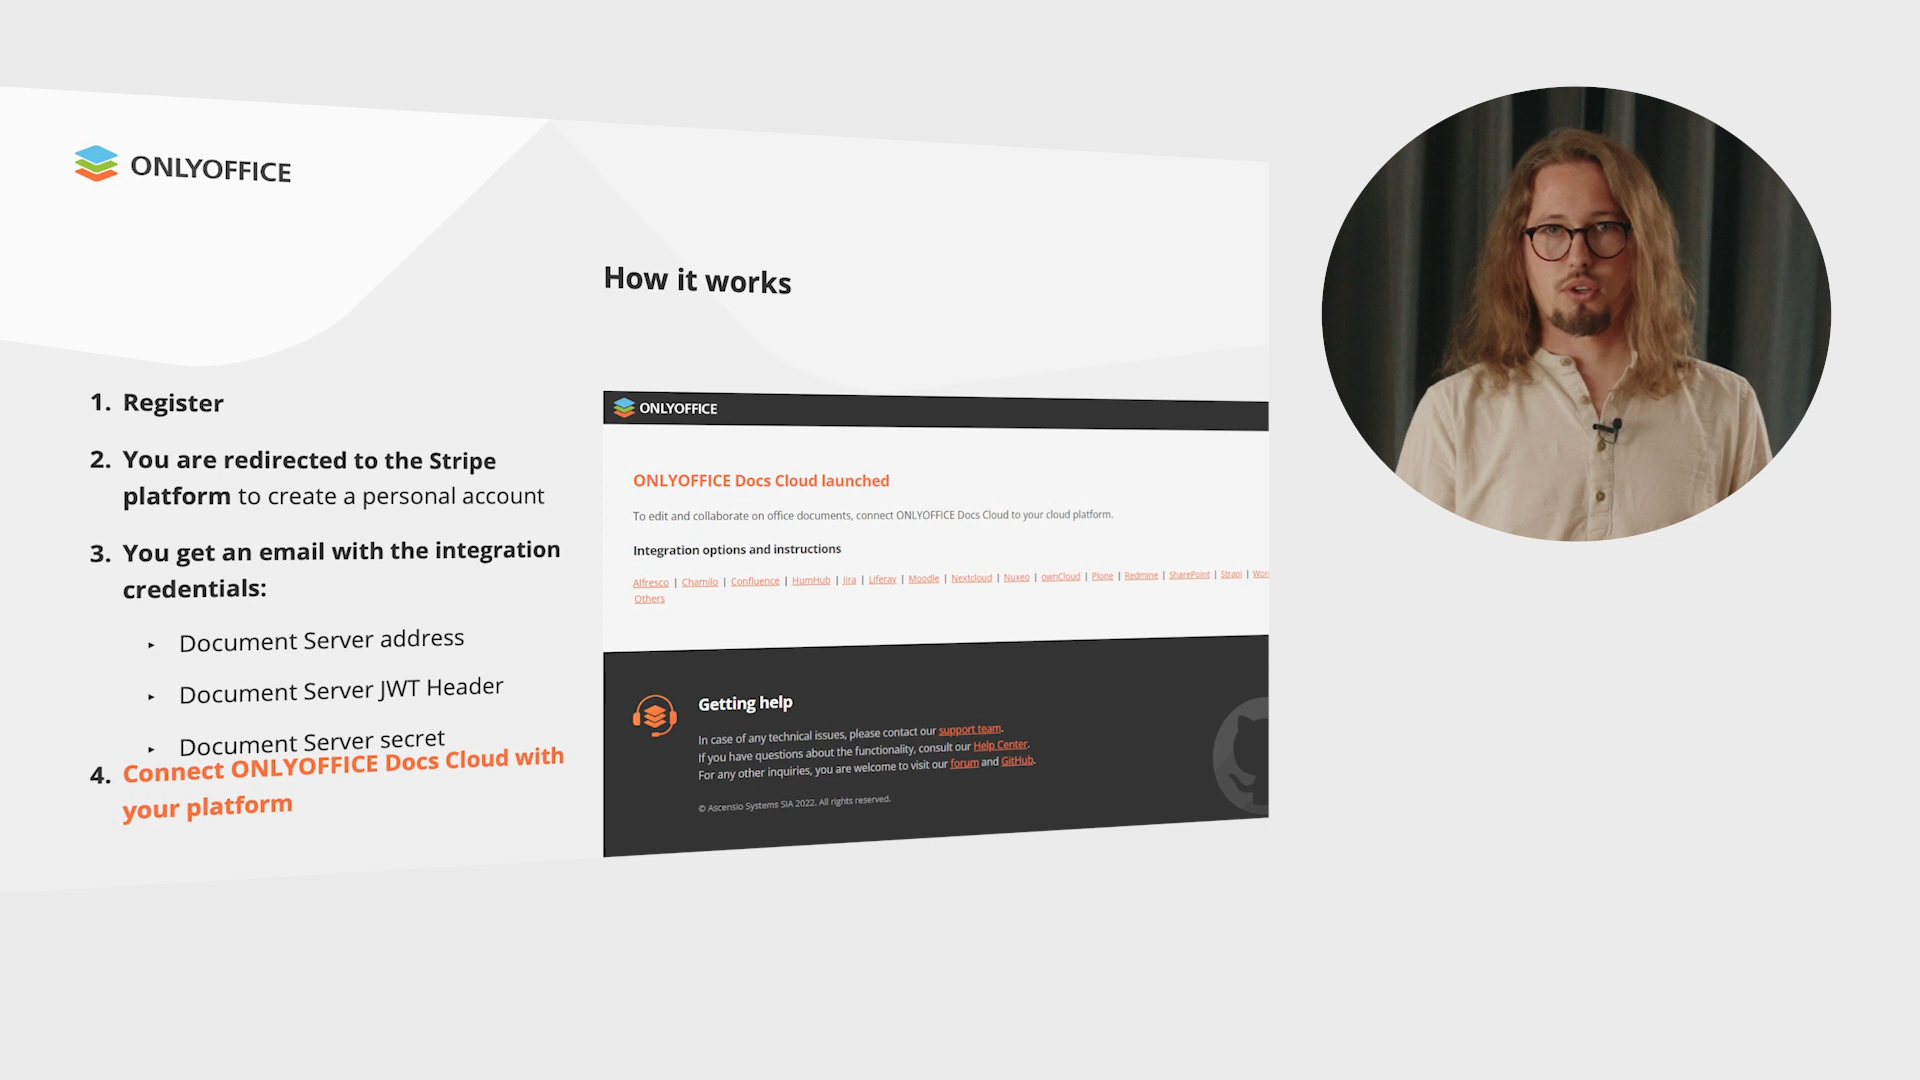 ONLYOFFICE
How it works
1. Register
2. You are redirected to the Stripe
platform to create a personal account
3. You get an email with the integration
credentials:
▸ Document Server address
▸ Document Server JWT Header
▸ Document Server secret
4. Connect ONLYOFFICE Docs Cloud with
your platform
ONLYOFFICE
ONLYOFFICE Docs Cloud launched
To edit and collaborate on office documents, connect ONLYOFFICE Docs Cloud to your cloud platform.
Integration options and instructions
Alfresco | Chamilo | Confluence | HumHub | Jira | Liferay | Moodle | Nextcloud | Nuxeo | ownCloud | Plone | Redmine | SharePoint | Strapi |
Others
Getting help
In case of any technical issues, please contact our support team.
If you have questions about the functionality, consult our Help Center.
For any other inquiries, you are welcome to visit our forum and GitHub.
© Ascensio Systems SIA 2022. All rights reserved.